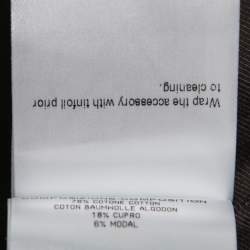 Wrap the accessory with tinfoil prior
to cleaning.
76% COTONE COTTON
COTON BAUMWOLLE ALGODON
18% CUPRO
6% MODAL